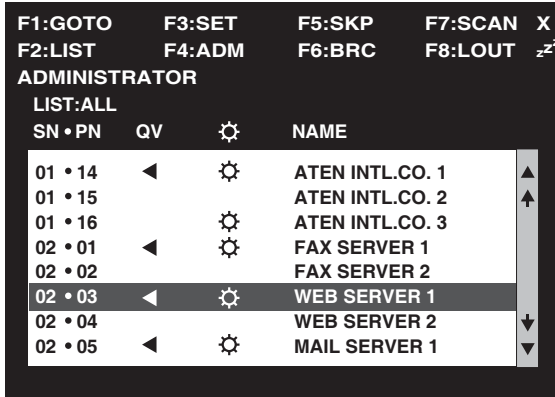 F1:GOTO F3:SET F5:SKP F7:SCAN X
F2:LIST F4:ADM F6:BRC F8:LOUT zZ
ADMINISTRATOR
LIST:ALL
SN•PN QV NAME
01•14 ATEN INTL.CO. 1
01•15 ATEN INTL.CO. 2
01•16 ATEN INTL.CO. 3
02•01 FAX SERVER 1
02•02 FAX SERVER 2
02•03 WEB SERVER 1
02•04 WEB SERVER 2
02•05 MAIL SERVER 1